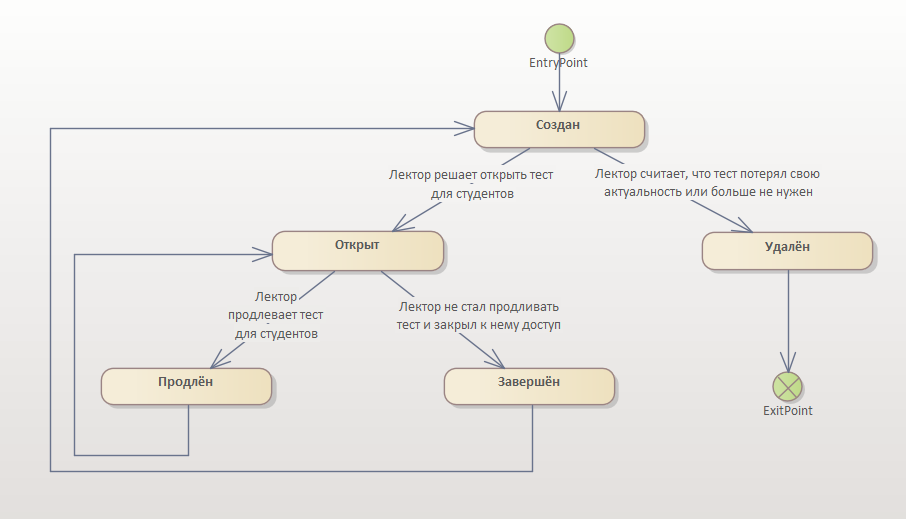 EntryPoint
Создан
Лектор решает открыть тест
для студентов
Лектор считает, что тест потерял свою
актуальность или больше не нужен
Открыт
Удалён
Лектор
продлевает тест
для студентов
Лектор не стал продливать
тест и закрыл к нему доступ
Продлён
Завершён
ExitPoint